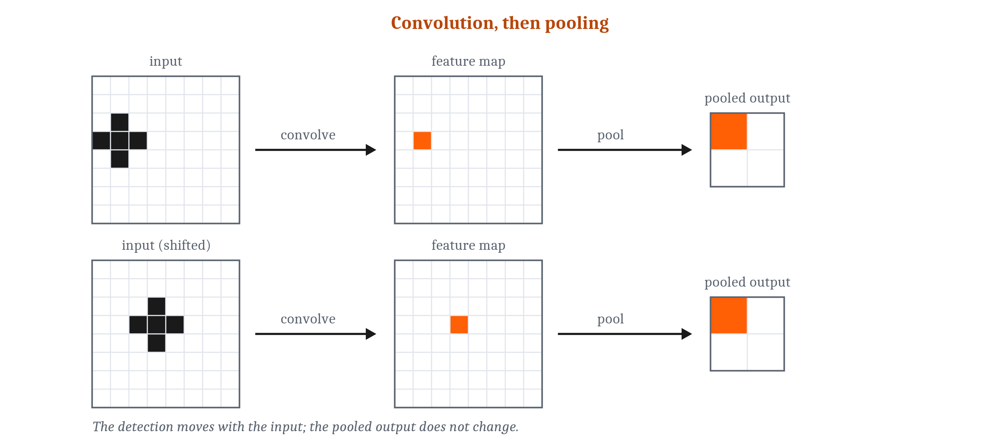 Convolution, then pooling
input
feature map
pooled output
convolve
pool
input (shifted)
feature map
pooled output
convolve
pool
The detection moves with the input; the pooled output does not change.